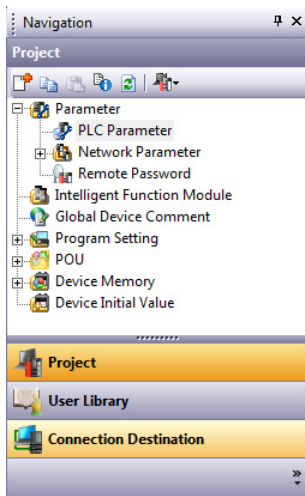 Navigation
Project
Parameter
PLC Parameter
Network Parameter
Remote Password
Intelligent Function Module
Global Device Comment
Program Setting
POU
Device Memory
Device Initial Value
Project
User Library
Connection Destination